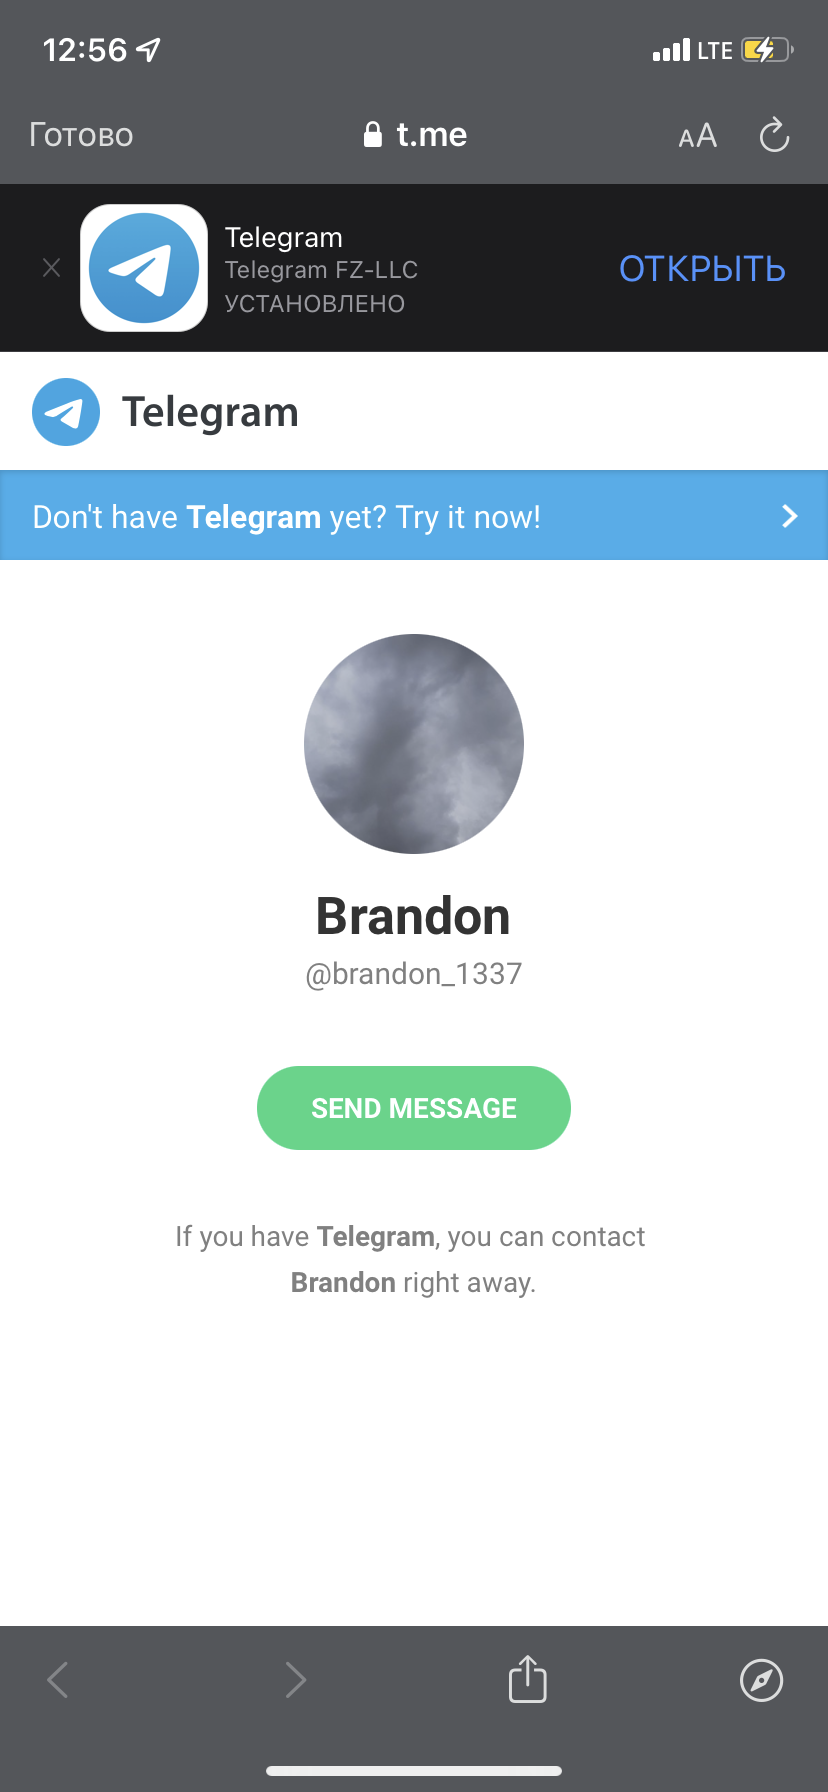 12:56
LTE
Готово
t.me
AA
Telegram
Telegram FZ-LLC
УСТАНОВЛЕНО
ОТКРЫТЬ
Telegram
Don't have Telegram yet? Try it now!
Brandon
@brandon_1337
SEND MESSAGE
If you have Telegram, you can contact
Brandon right away.